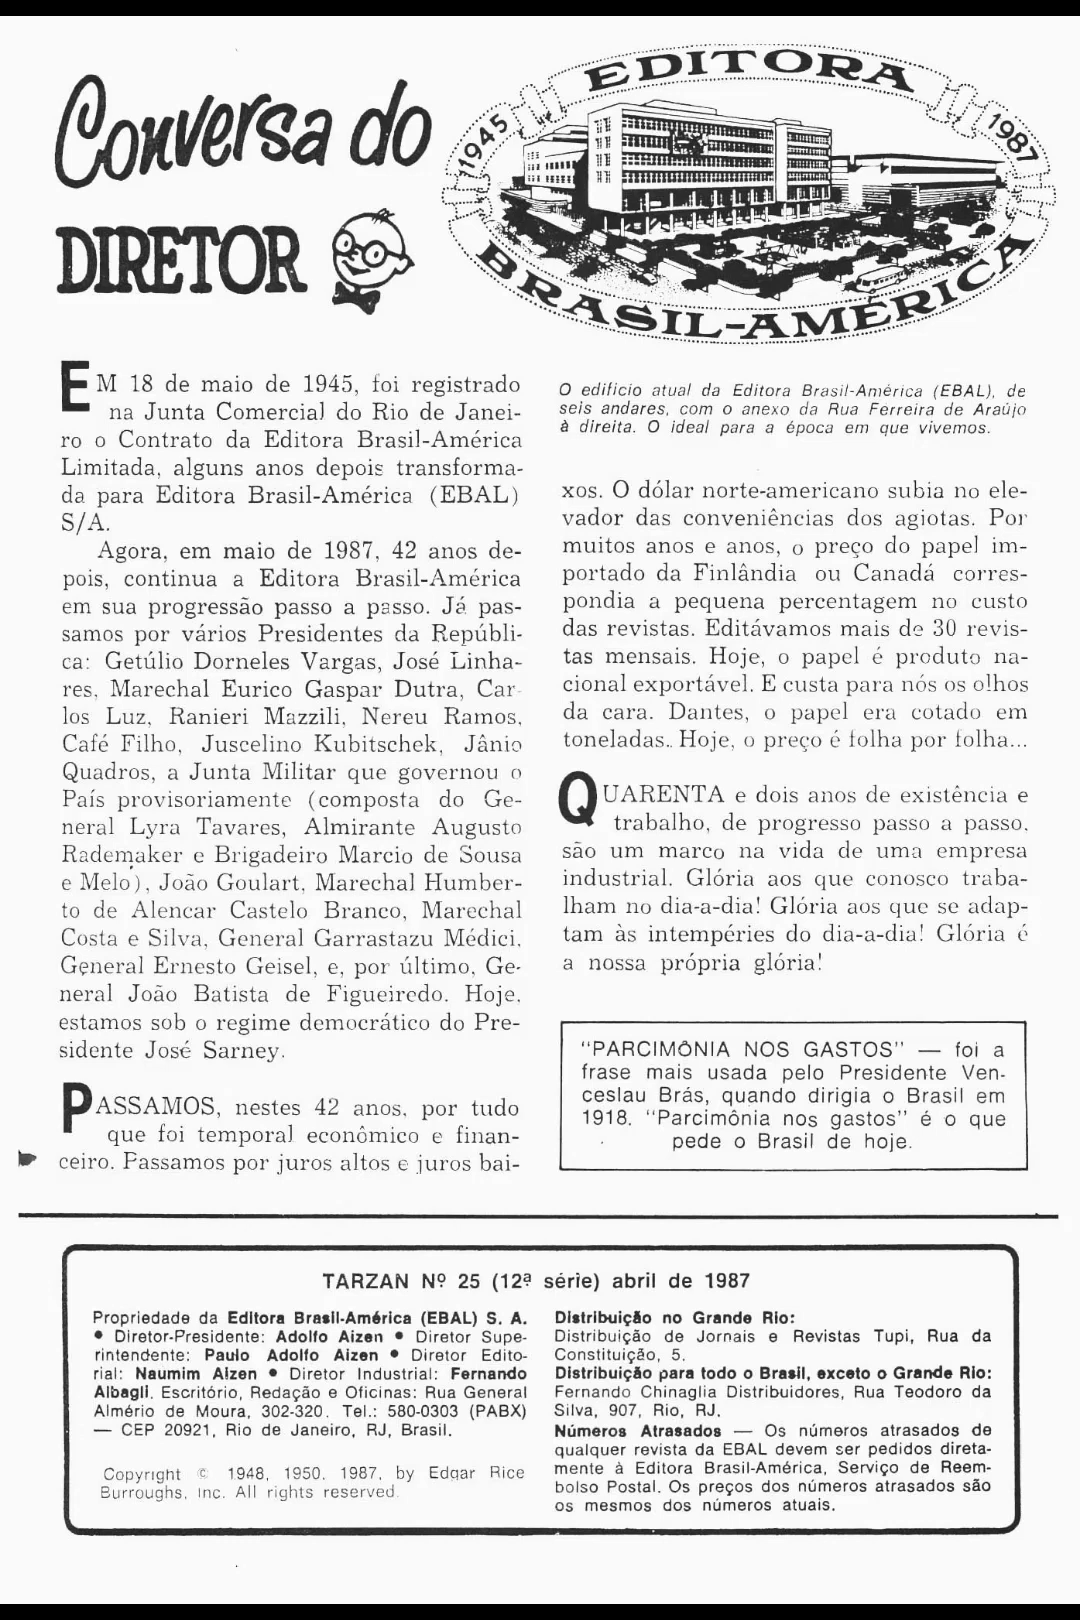 Conversa do
DIRETOR
EDITORA
1945
1987
BRASIL-AMÉRICA
EM 18 de maio de 1945, foi registrado
na Junta Comercial do Rio de Janei-
ro o Contrato da Editora Brasil-América
Limitada, alguns anos depois transforma-
da para Editora Brasil-América (EBAL)
S/A.
Agora, em maio de 1987, 42 anos de-
pois, continua a Editora Brasil-América
em sua progressão passo a passo. Já pas-
samos por vários Presidentes da Repúbli-
ca: Getúlio Dorneles Vargas, José Linha-
res, Marechal Eurico Gaspar Dutra, Car-
los Luz, Ranieri Mazzili, Nereu Ramos,
Café Filho, Juscelino Kubitschek, Jânio
Quadros, a Junta Militar que governou o
País provisoriamente (composta do Ge-
neral Lyra Tavares, Almirante Augusto
Rademaker e Brigadeiro Marcio de Sousa
e Melo), João Goulart, Marechal Humber-
to de Alencar Castelo Branco, Marechal
Costa e Silva, General Garrastazu Médici,
General Ernesto Geisel, e, por último, Ge-
neral João Batista de Figueiredo. Hoje,
estamos sob o regime democrático do Pre-
sidente José Sarney.
PASSAMOS, nestes 42 anos, por tudo
que foi temporal econômico e finan-
ceiro. Passamos por juros altos e juros bai-
O edifício atual da Editora Brasil-América (EBAL), de
seis andares, com o anexo da Rua Ferreira de Araújo
à direita. O ideal para a época em que vivemos.
xos. O dólar norte-americano subia no ele-
vador das conveniências dos agiotas. Por
muitos anos e anos, o preço do papel im-
portado da Finlândia ou Canadá corres-
pondia a pequena percentagem no custo
das revistas. Editávamos mais de 30 revis-
tas mensais. Hoje, o papel é produto na-
cional exportável. E custa para nós os olhos
da cara. Dantes, o papel era cotado em
toneladas. Hoje, o preço é folha por folha...
QUARENTA e dois anos de existência e
trabalho, de progresso passo a passo,
são um marco na vida de uma empresa
industrial. Glória aos que conosco traba-
lham no dia-a-dia! Glória aos que se adap-
tam às intempéries do dia-a-dia! Glória é
a nossa própria glória!
"PARCIMÔNIA NOS GASTOS" — foi a
frase mais usada pelo Presidente Ven-
ceslau Brás, quando dirigia o Brasil em
1918. "Parcimônia nos gastos" é o que
pede o Brasil de hoje.
TARZAN Nº 25 (12ª série) abril de 1987
Propriedade da Editora Brasil-América (EBAL) S. A.
● Diretor-Presidente: Adolfo Aizen ● Diretor Supe-
rintendente: Paulo Adolfo Aizen ● Diretor Edito-
rial: Naumim Aizen ● Diretor Industrial: Fernando
Albagli. Escritório, Redação e Oficinas: Rua General
Almério de Moura, 302-320. Tel.: 580-0303 (PABX)
— CEP 20921, Rio de Janeiro, RJ, Brasil.
Copyright © 1948, 1950, 1987, by Edgar Rice
Burroughs, Inc. All rights reserved.
Distribuição no Grande Rio:
Distribuição de Jornais e Revistas Tupi, Rua da
Constituição, 5.
Distribuição para todo o Brasil, exceto o Grande Rio:
Fernando Chinaglia Distribuidores, Rua Teodoro da
Silva, 907, Rio, RJ.
Números Atrasados — Os números atrasados de
qualquer revista da EBAL devem ser pedidos direta-
mente à Editora Brasil-América, Serviço de Reem-
bolso Postal. Os preços dos números atrasados são
os mesmos dos números atuais.